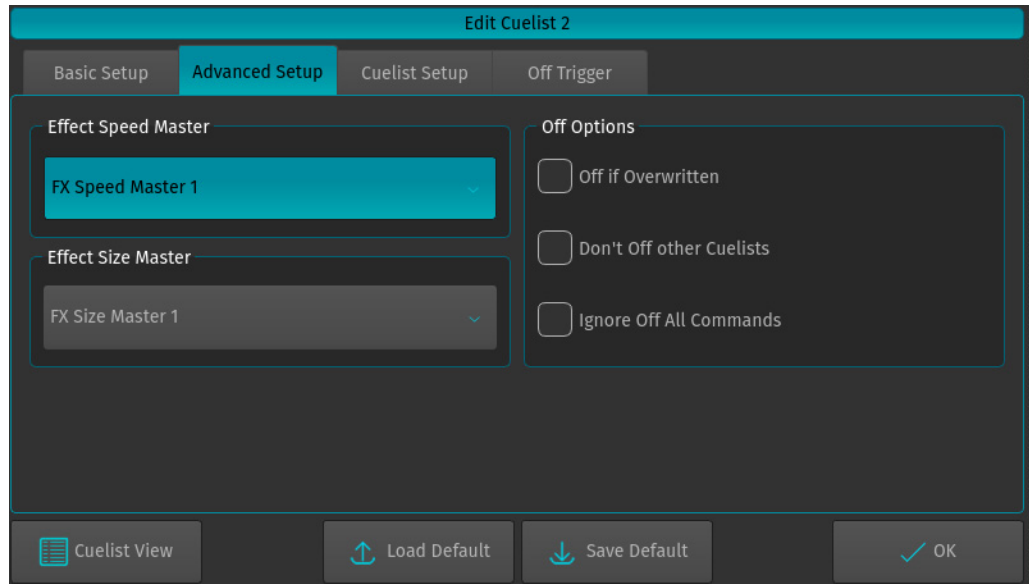 Edit Cuelist 2
Basic Setup
Advanced Setup
Cuelist Setup
Off Trigger
Effect Speed Master
FX Speed Master 1
Effect Size Master
FX Size Master 1
Off Options
Off if Overwritten
Don't Off other Cuelists
Ignore Off All Commands
Cuelist View
Load Default
Save Default
OK